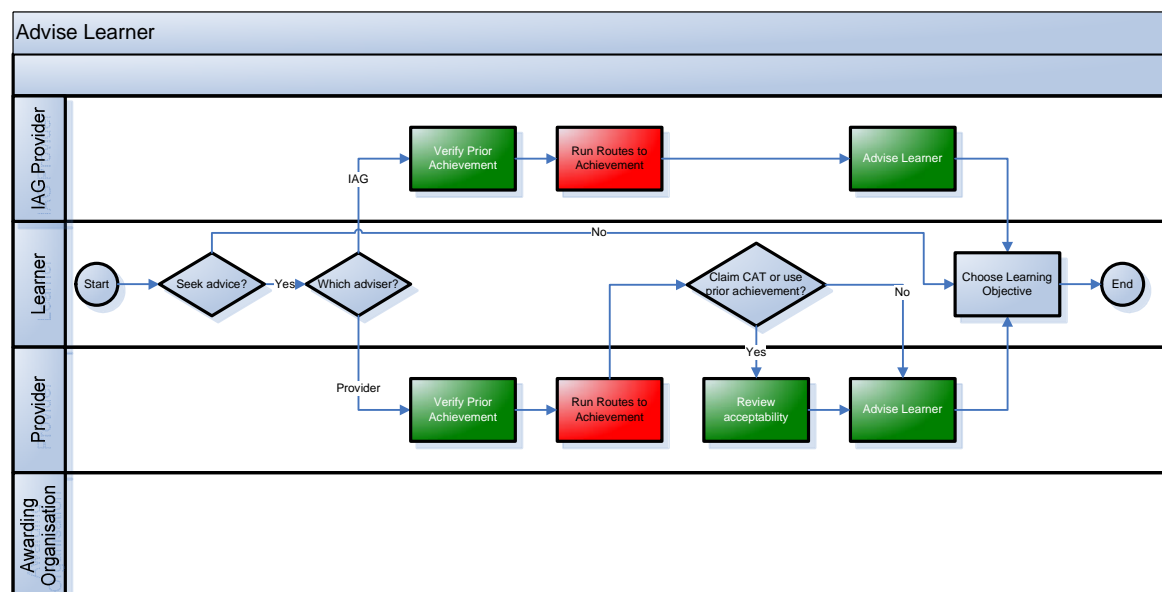 Advise Learner
IAG Provider
Verify Prior
Achievement
Run Routes to
Achievement
Advise Learner
IAG
No
Learner
Start
Seek advice?
Yes
Which adviser?
Claim CAT or use
prior achievement?
No
Choose Learning
Objective
End
Yes
Provider
Provider
Verify Prior
Achievement
Run Routes to
Achievement
Review
acceptability
Advise Learner
Awarding
Organisation